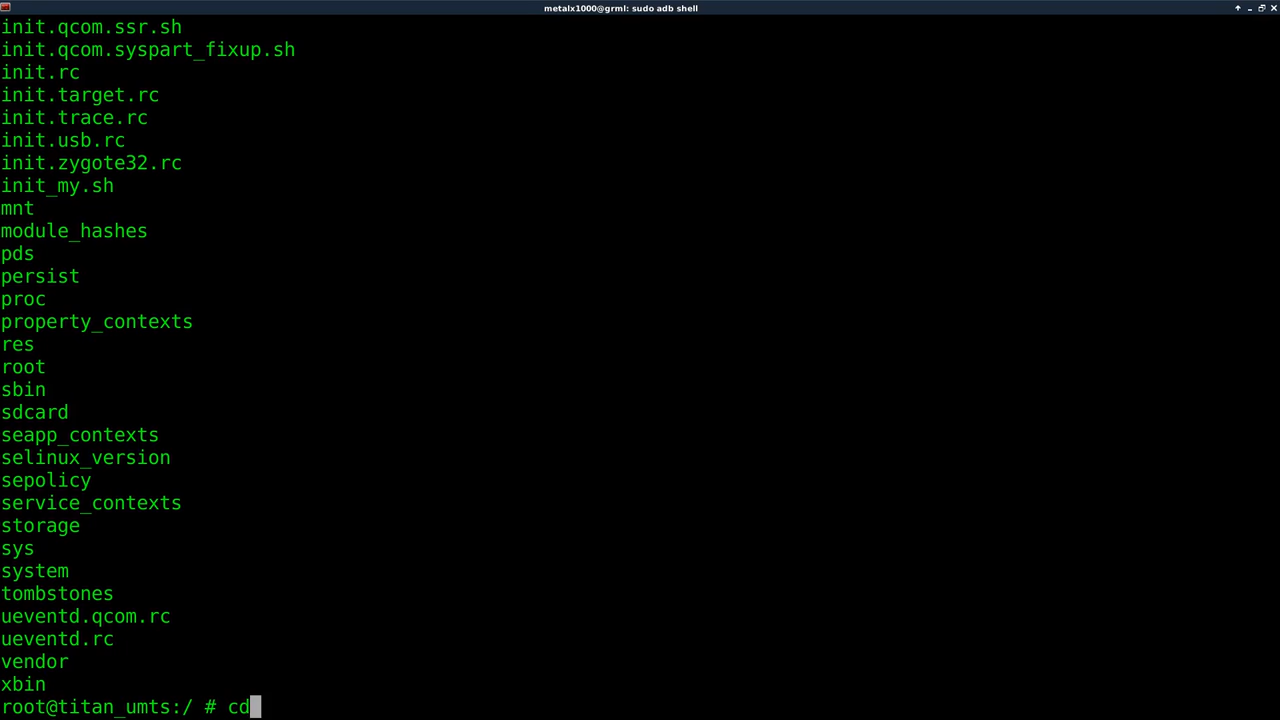 metalx1000@grml: sudo adb shell
init.qcom.ssr.sh
init.qcom.syspart_fixup.sh
init.rc
init.target.rc
init.trace.rc
init.usb.rc
init.zygote32.rc
init_my.sh
mnt
module_hashes
pds
persist
proc
property_contexts
res
root
sbin
sdcard
seapp_contexts
selinux_version
sepolicy
service_contexts
storage
sys
system
tombstones
ueventd.qcom.rc
ueventd.rc
vendor
xbin
root@titan_umts:/ # cd